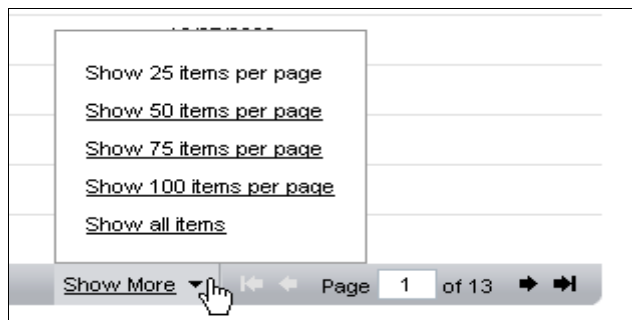 Show 25 items per page
Show 50 items per page
Show 75 items per page
Show 100 items per page
Show all items
Show More Page 1 of 13